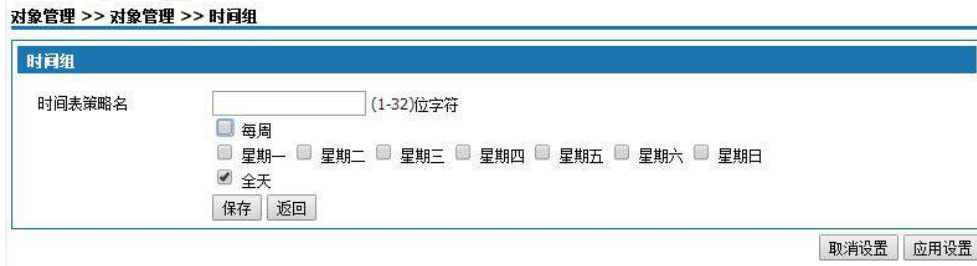 对象管理 >> 对象管理 >> 时间组
时间组
时间表策略名 (1-32)位字符
每周
星期一 星期二 星期三 星期四 星期五 星期六 星期日
全天
保存 返回
取消设置 应用设置